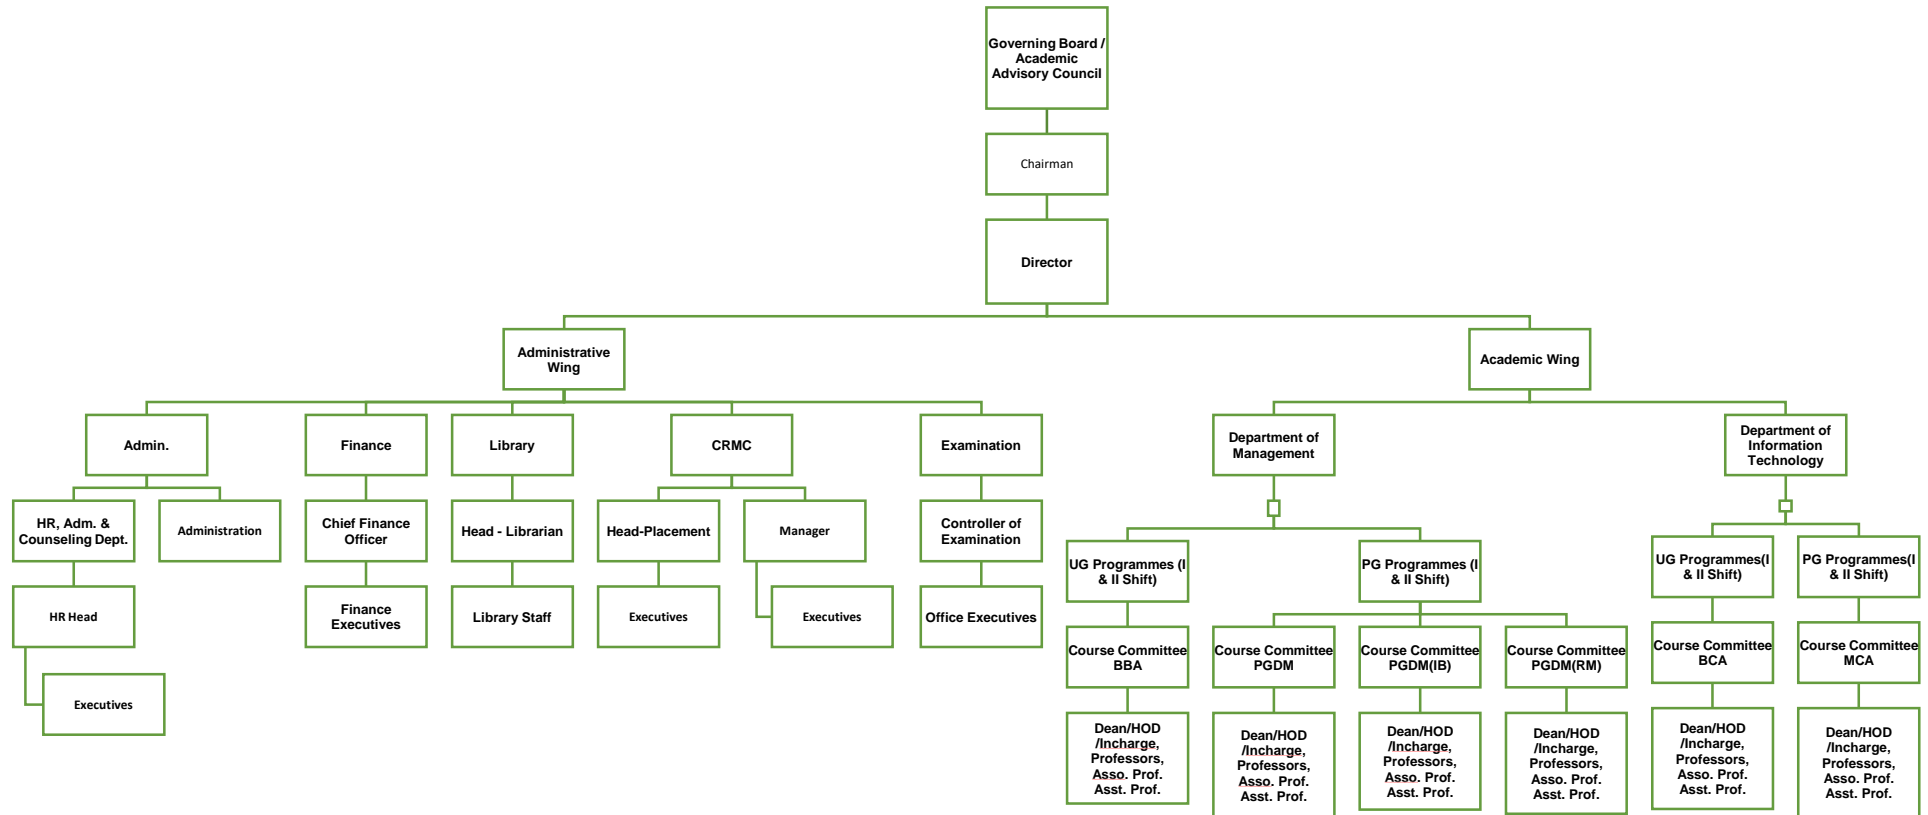 Governing Board /
Academic
Advisory Council
Chairman
Director
Administrative
Wing
Academic Wing
Admin.
Finance
Library
CRMC
Examination
Department of
Management
Department of
Information
Technology
HR, Adm. &
Counseling Dept.
Administration
Chief Finance
Officer
Head - Librarian
Head-Placement
Manager
Controller of
Examination
UG Programmes (I
& II Shift)
PG Programmes (I
& II Shift)
UG Programmes(I
& II Shift)
PG Programmes(I
& II Shift)
HR Head
Finance
Executives
Library Staff
Executives
Executives
Office Executives
Course Committee
BBA
Course Committee
PGDM
Course Committee
PGDM(IB)
Course Committee
PGDM(RM)
Course Committee
BCA
Course Committee
MCA
Executives
Dean/HOD
/Incharge,
Professors,
Asso. Prof.
Asst. Prof.
Dean/HOD
/Incharge,
Professors,
Asso. Prof.
Asst. Prof.
Dean/HOD
/Incharge,
Professors,
Asso. Prof.
Asst. Prof.
Dean/HOD
/Incharge,
Professors,
Asso. Prof.
Asst. Prof.
Dean/HOD
/Incharge,
Professors,
Asso. Prof.
Asst. Prof.
Dean/HOD
/Incharge,
Professors,
Asso. Prof.
Asst. Prof.